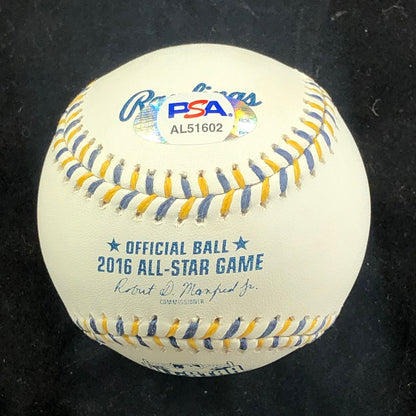 Rawlings
PSA
AL51602
★ OFFICIAL BALL ★
2016 ALL-STAR GAME
Robert D. Manfred Jr.
COMMISSIONER